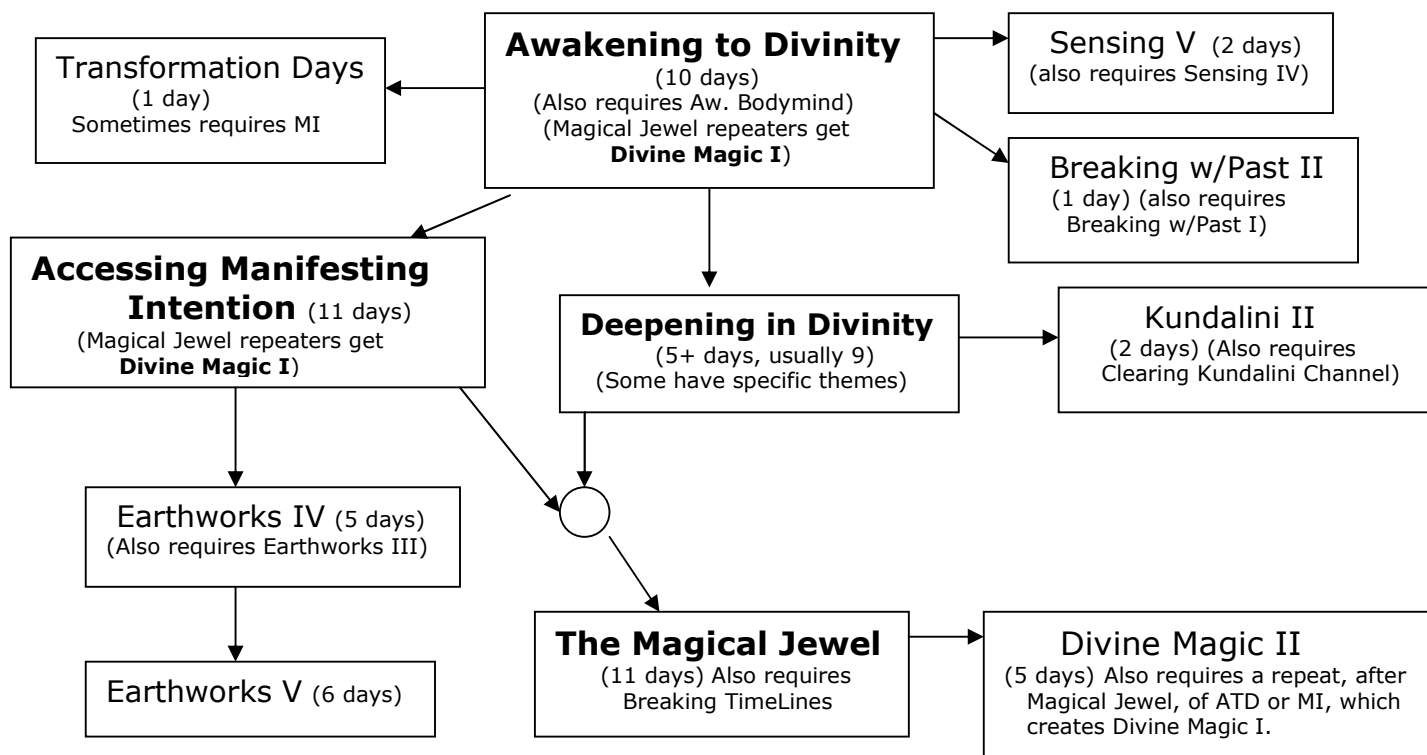 Awakening to Divinity
(10 days)
(Also requires Aw. Bodymind)
(Magical Jewel repeaters get
Divine Magic I)
Transformation Days
(1 day)
Sometimes requires MI
Sensing V (2 days)
(also requires Sensing IV)
Breaking w/Past II
(1 day) (also requires
Breaking w/Past I)
Accessing Manifesting
Intention (11 days)
(Magical Jewel repeaters get
Divine Magic I)
Deepening in Divinity
(5+ days, usually 9)
(Some have specific themes)
Kundalini II
(2 days) (Also requires
Clearing Kundalini Channel)
Earthworks IV (5 days)
(Also requires Earthworks III)
Earthworks V (6 days)
The Magical Jewel
(11 days) Also requires
Breaking TimeLines
Divine Magic II
(5 days) Also requires a repeat, after
Magical Jewel, of ATD or MI, which
creates Divine Magic I.